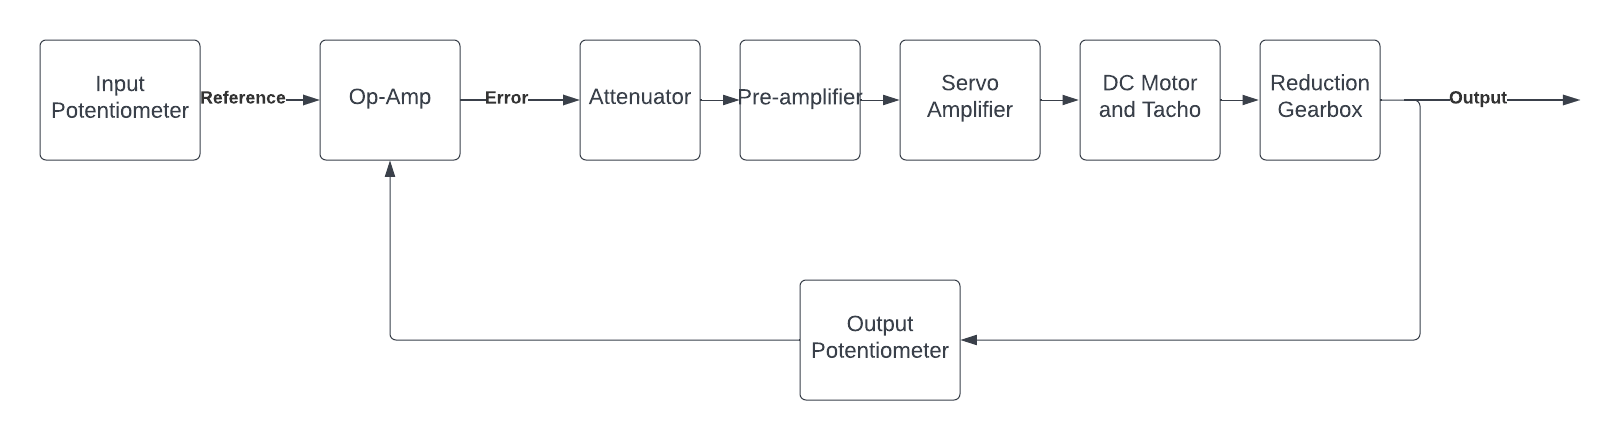 Input
Potentiometer
Reference
Op-Amp
Error
Attenuator
Pre-amplifier
Servo
Amplifier
DC Motor
and Tacho
Reduction
Gearbox
Output
Output
Potentiometer